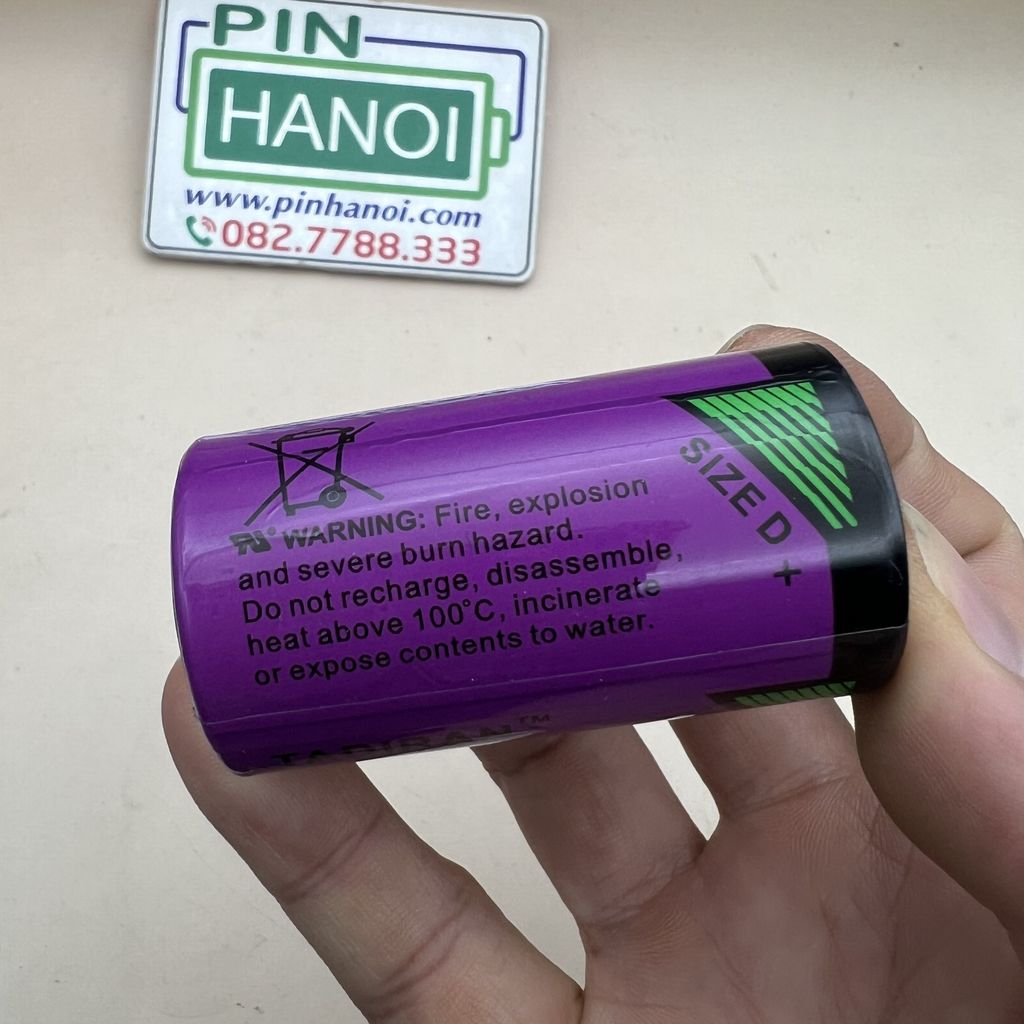 PIN
HANOI
www.pinhanoi.com
082.7788.333
SIZE D
+
WARNING: Fire, explosion
and severe burn hazard.
Do not recharge, disassemble,
heat above 100°C, incinerate
or expose contents to water.
TADIRAN™